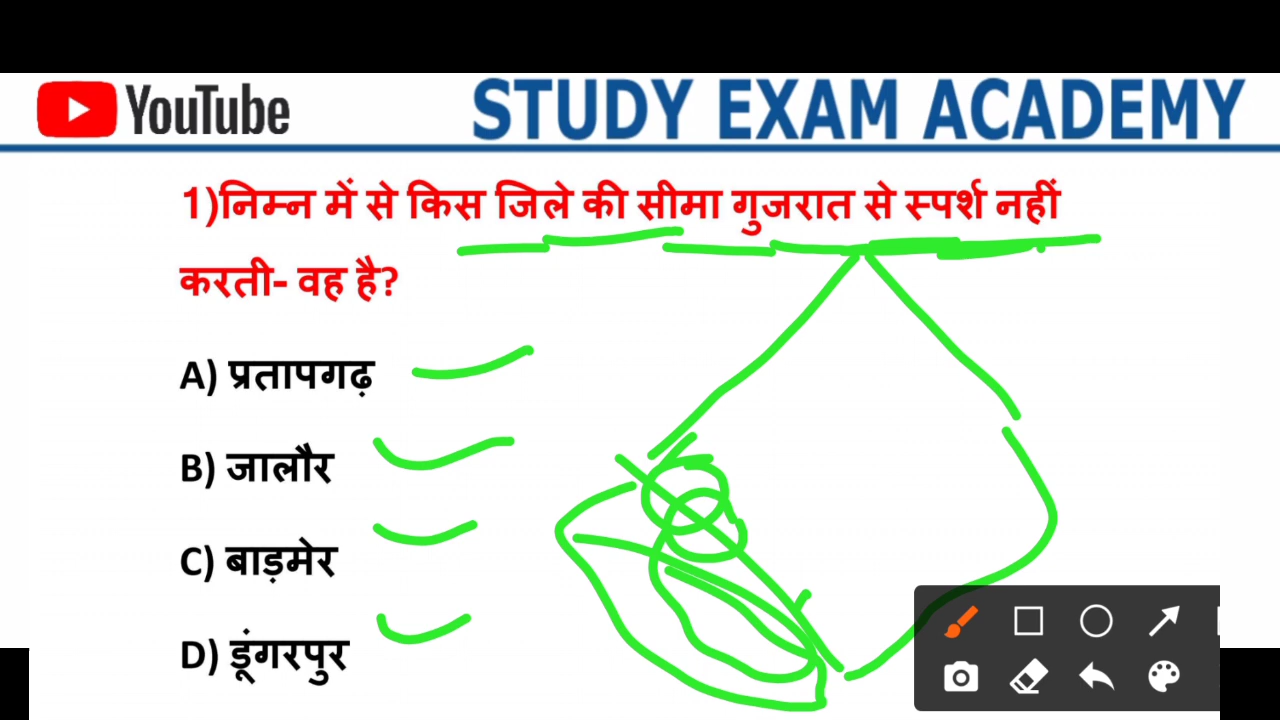 YouTube STUDY EXAM ACADEMY
1)निम्न में से किस जिले की सीमा गुजरात से स्पर्श नहीं
करती- वह है?
A) प्रतापगढ़
B) जालौर
C) बाड़मेर
D) डूंगरपुर